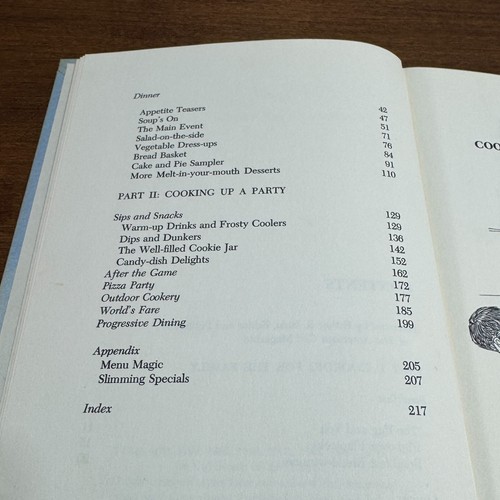 Dinner
Appetite Teasers 42
Soup's On 47
The Main Event 51
Salad-on-the-side 71
Vegetable Dress-ups 76
Bread Basket 84
Cake and Pie Sampler 91
More Melt-in-your-mouth Desserts 110
PART II: COOKING UP A PARTY
Sips and Snacks 129
Warm-up Drinks and Frosty Coolers 129
Dips and Dunkers 136
The Well-filled Cookie Jar 142
Candy-dish Delights 152
After the Game 162
Pizza Party 172
Outdoor Cookery 177
World's Fare 185
Progressive Dining 199
Appendix
Menu Magic 205
Slimming Specials 207
Index 217
COO